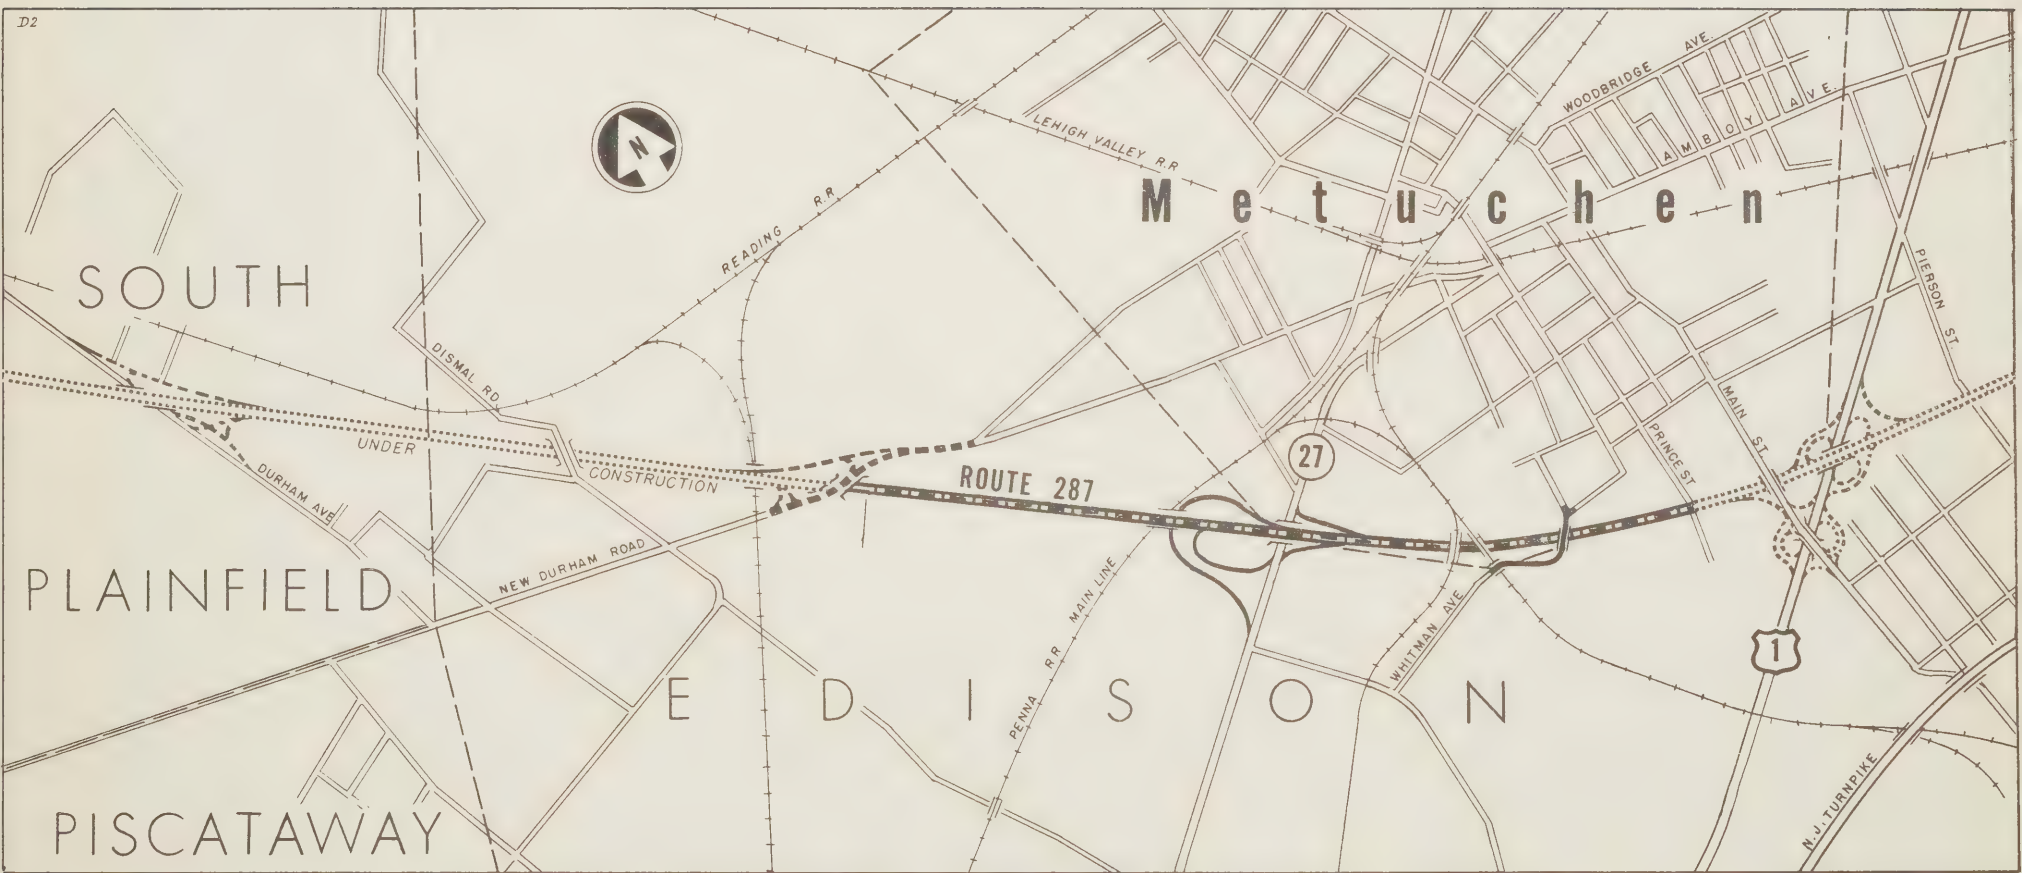 D2
WOODBRIDGE AVE.
AMBOY AVE.
LEHIGH VALLEY R.R
N
READING R.R
Metuchen
SOUTH
PIERSON ST.
DISMAL RD.
MAIN ST.
PRINCE ST
UNDER CONSTRUCTION
27
ROUTE 287
DURHAM AVE
NEW DURHAM ROAD
PLAINFIELD
PENNA RR MAIN LINE
WHITMAN AVE.
1
EDISON
N.J. TURNPIKE
PISCATAWAY